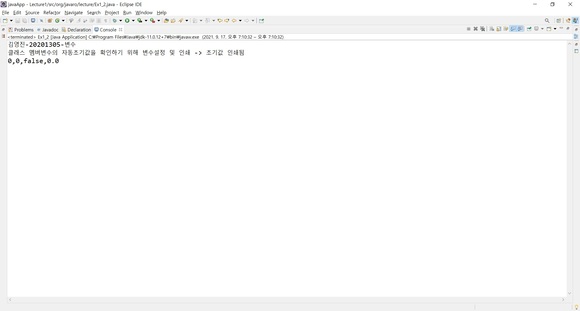 javaApp - Lecture1/src/org/javaro/lecture/Ex1_2.java - Eclipse IDE
File Edit Source Refactor Navigate Search Project Run Window Help
Problems Javadoc Declaration Console
<terminated> Ex1_2 [Java Application] C:₩Program Files₩Java₩jdk-11.0.12+7₩bin₩javaw.exe (2021. 9. 17. 오후 7:10:32 – 오후 7:10:32)
김영진-20201305-변수
클래스 멤버변수의 자동초기값을 확인하기 위해 변수설정 및 인쇄 -> 초기값 인쇄됨
0,0,false,0.0